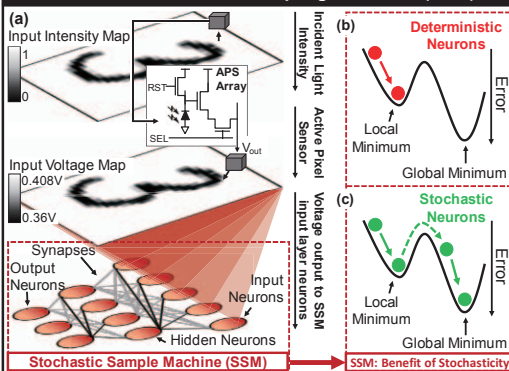 (a)
Input Intensity Map
1
0
RST
APS
Array
SEL
Vout
Input Voltage Map
0.408V
0.36V
Synapses
Output
Neurons
Input
Neurons
Hidden Neurons
Stochastic Sample Machine (SSM)
Incident Light
Intensity
Active Pixel
Sensor
Voltage output to SSM
input layer neurons
(b)
Deterministic
Neurons
Error
Local
Minimum
Global Minimum
(c)
Stochastic
Neurons
Error
Local
Minimum
Global Minimum
SSM: Benefit of Stochasticity